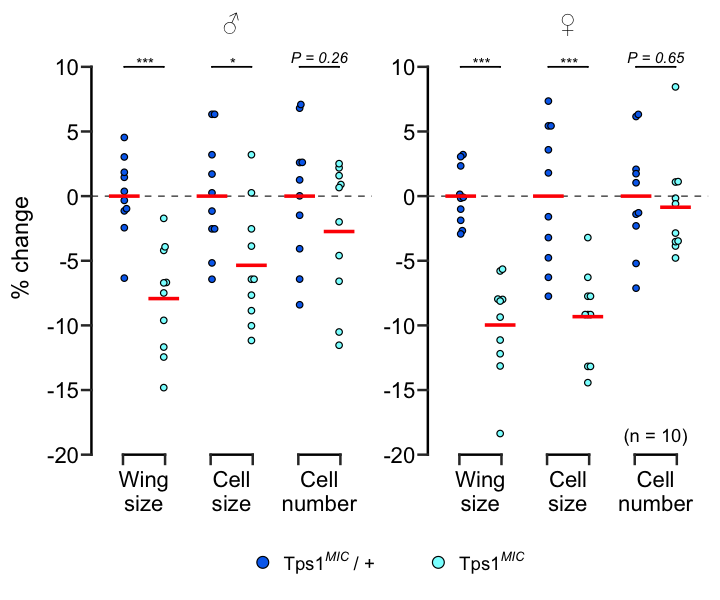 ♂ ♀
*** * P = 0.26 *** *** P = 0.65
10 10
5 5
0 0
% change
-5 -5
-10 -10
-15 -15
(n = 10)
-20 -20
Wing Cell Cell Wing Cell Cell
size size number size size number
Tps1MIC / + Tps1MIC